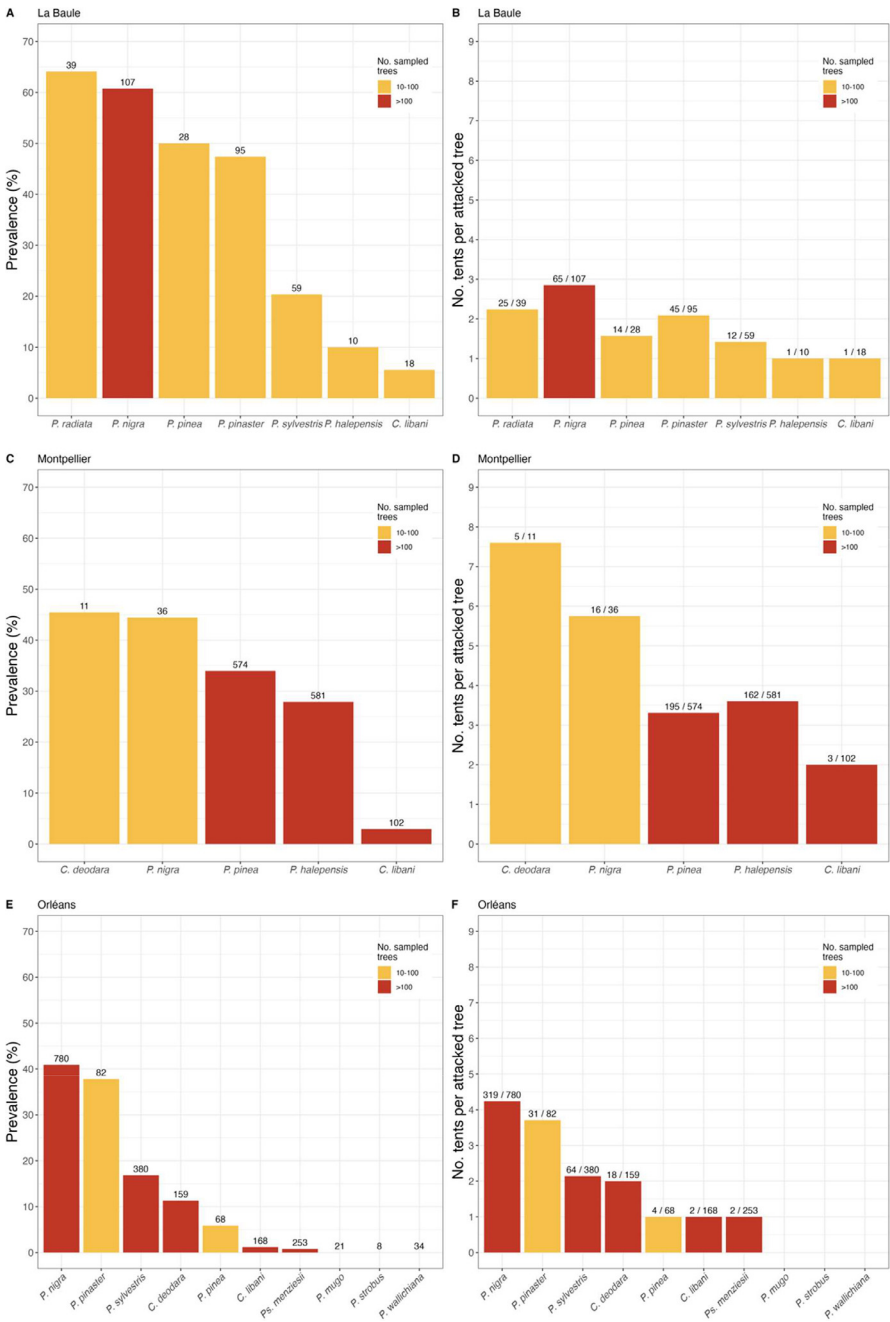 A La Baule
70
60
50
40
30
20
10
0
Prevalence (%)
39
107
28
95
59
10
18
No. sampled
trees
10-100
>100
P. radiata P. nigra P. pinea P. pinaster P. sylvestris P. halepensis C. libani
B La Baule
9
8
7
6
5
4
3
2
1
0
No. tents per attacked tree
25 / 39
65 / 107
14 / 28
45 / 95
12 / 59
1 / 10
1 / 18
No. sampled
trees
10-100
>100
P. radiata P. nigra P. pinea P. pinaster P. sylvestris P. halepensis C. libani
C Montpellier
70
60
50
40
30
20
10
0
Prevalence (%)
11
36
574
581
102
No. sampled
trees
10-100
>100
C. deodara P. nigra P. pinea P. halepensis C. libani
D Montpellier
9
8
7
6
5
4
3
2
1
0
No. tents per attacked tree
5 / 11
16 / 36
195 / 574
162 / 581
3 / 102
No. sampled
trees
10-100
>100
C. deodara P. nigra P. pinea P. halepensis C. libani
E Orléans
70
60
50
40
30
20
10
0
Prevalence (%)
780
82
380
159
68
168
253
21
8
34
No. sampled
trees
10-100
>100
P. nigra
P. pinaster
P. sylvestris
C. deodara
P. pinea
C. libani
Ps. menziesii
P. mugo
P. strobus
P. wallichiana
F Orléans
9
8
7
6
5
4
3
2
1
0
No. tents per attacked tree
319 / 780
31 / 82
64 / 380
18 / 159
4 / 68
2 / 168
2 / 253
No. sampled
trees
10-100
>100
P. nigra
P. pinaster
P. sylvestris
C. deodara
P. pinea
C. libani
Ps. menziesii
P. mugo
P. strobus
P. wallichiana